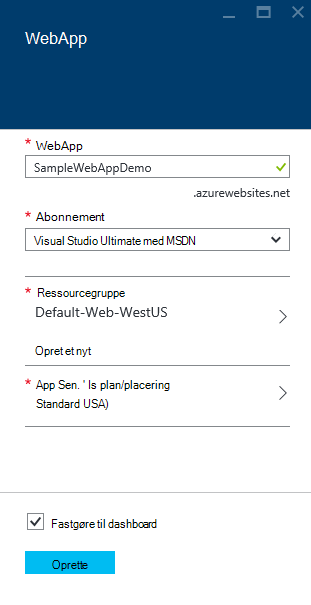 WebApp
* WebApp
SampleWebAppDemo
.azurewebsites.net
* Abonnement
Visual Studio Ultimate med MSDN
* Ressourcegruppe
Default-Web-WestUS
Opret et nyt
* App Sen. ' Is plan/placering
Standard USA)
Fastgøre til dashboard
Oprette